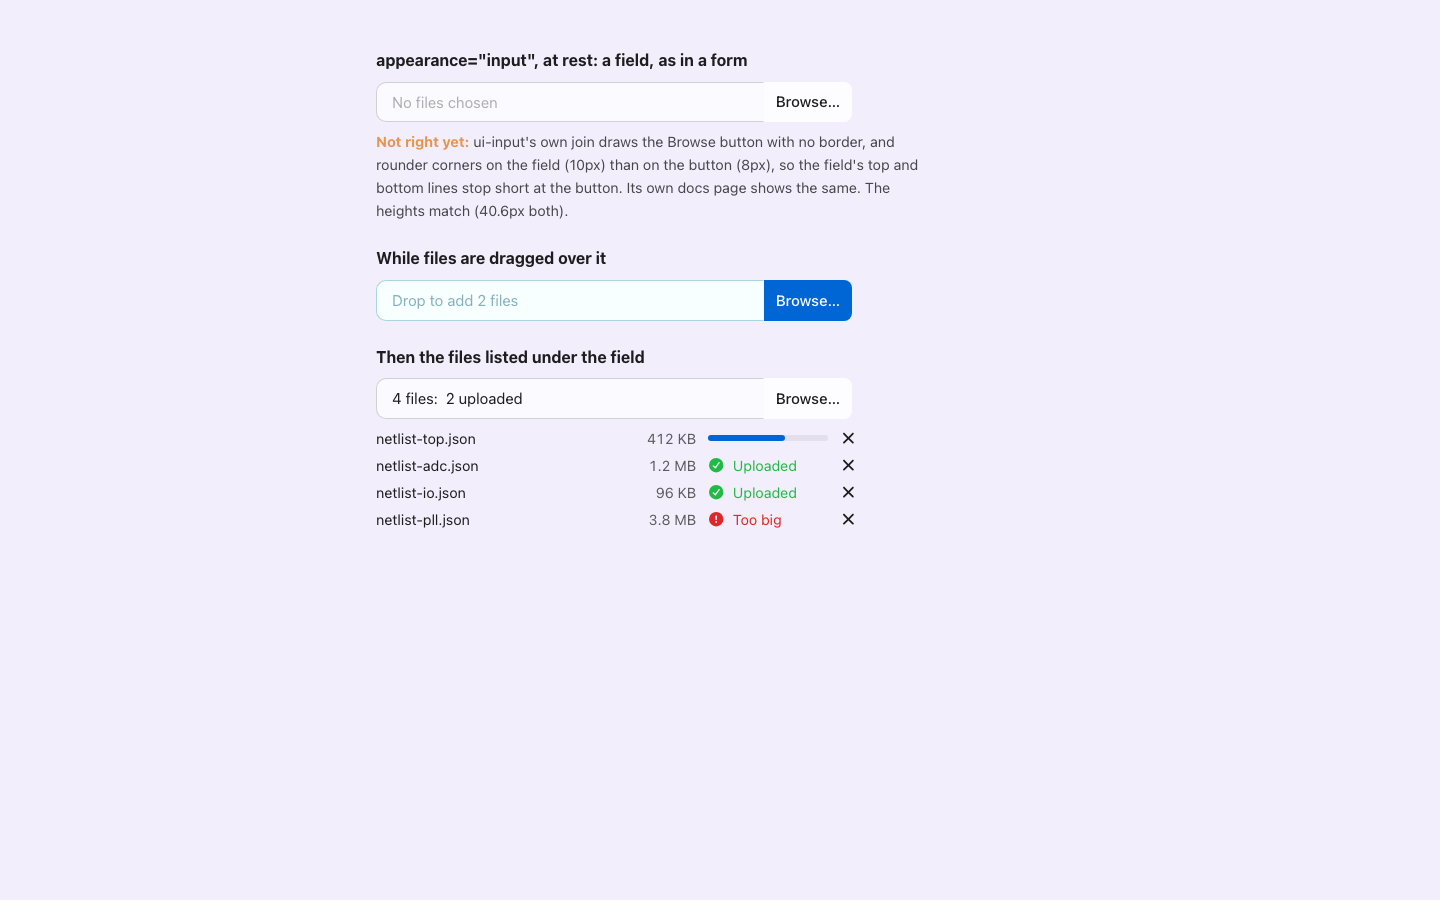 appearance="input", at rest: a field, as in a form
No files chosen
Browse...
Not right yet: ui-input's own join draws the Browse button with no border, and
rounder corners on the field (10px) than on the button (8px), so the field's top and
bottom lines stop short at the button. Its own docs page shows the same. The
heights match (40.6px both).
While files are dragged over it
Drop to add 2 files
Browse...
Then the files listed under the field
4 files: 2 uploaded
Browse...
netlist-top.json 412 KB
netlist-adc.json 1.2 MB Uploaded
netlist-io.json 96 KB Uploaded
netlist-pll.json 3.8 MB Too big